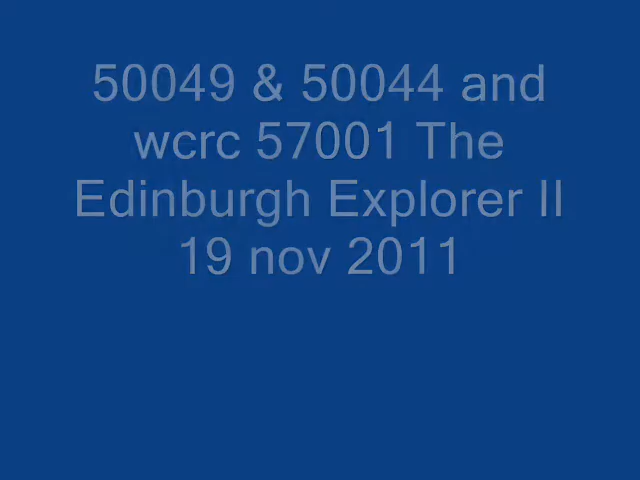 50049 & 50044 and
wcrc 57001 The
Edinburgh Explorer II
19 nov 2011